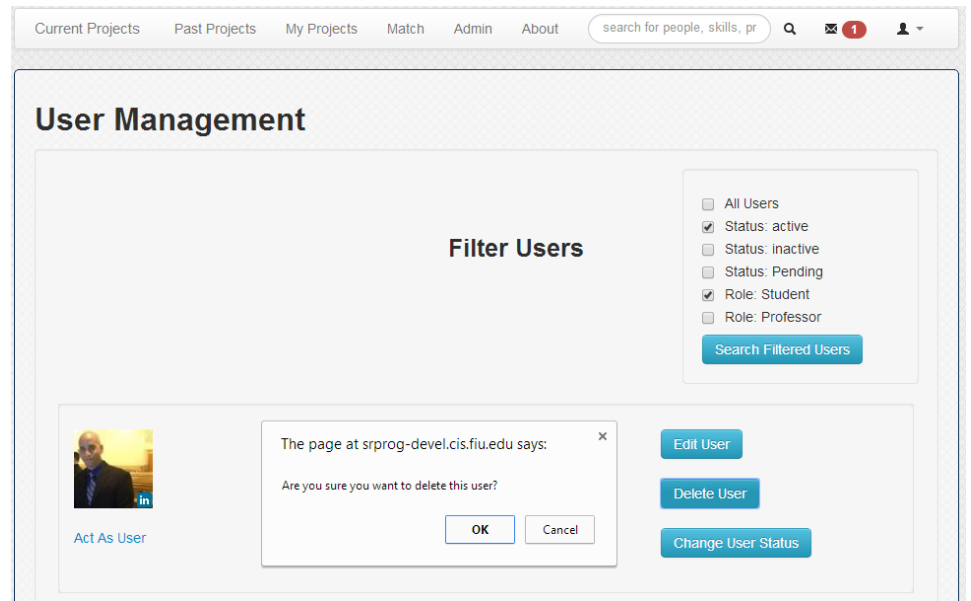 Current Projects Past Projects My Projects Match Admin About search for people, skills, pr 1
User Management
Filter Users
All Users
Status: active
Status: inactive
Status: Pending
Role: Student
Role: Professor
Search Filtered Users
in
Act As User
The page at srprog-devel.cis.fiu.edu says: ×
Are you sure you want to delete this user?
OK Cancel
Edit User
Delete User
Change User Status